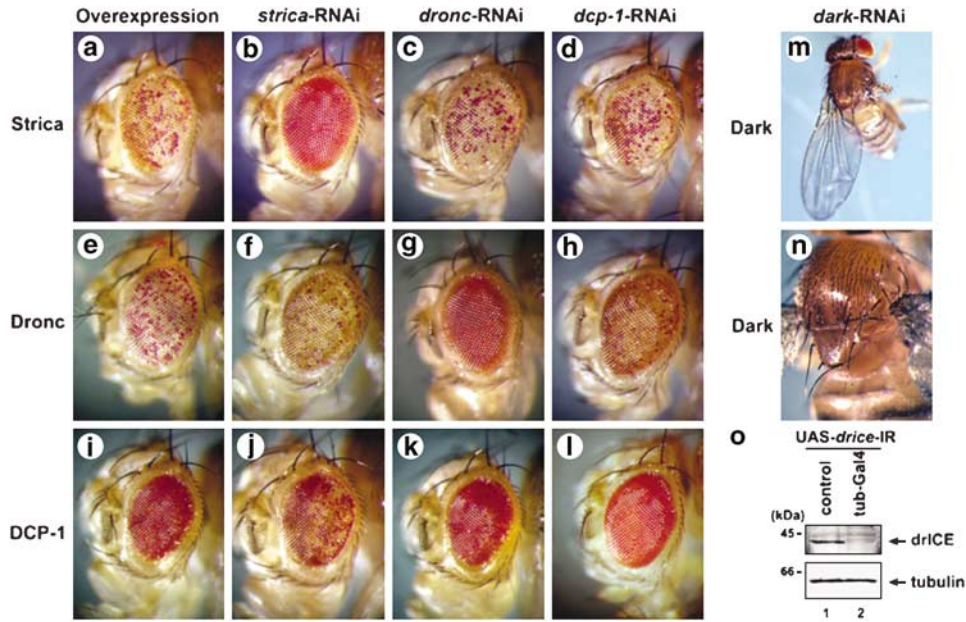 Overexpression strica-RNAi dronc-RNAi dcp-1-RNAi dark-RNAi
a b c d m
Strica Dark
e f g h n
Dronc Dark
i j k l o
DCP-1
UAS-drice-IR
control tub-Gal4
(kDa)
45 - drICE
66 - tubulin
1 2